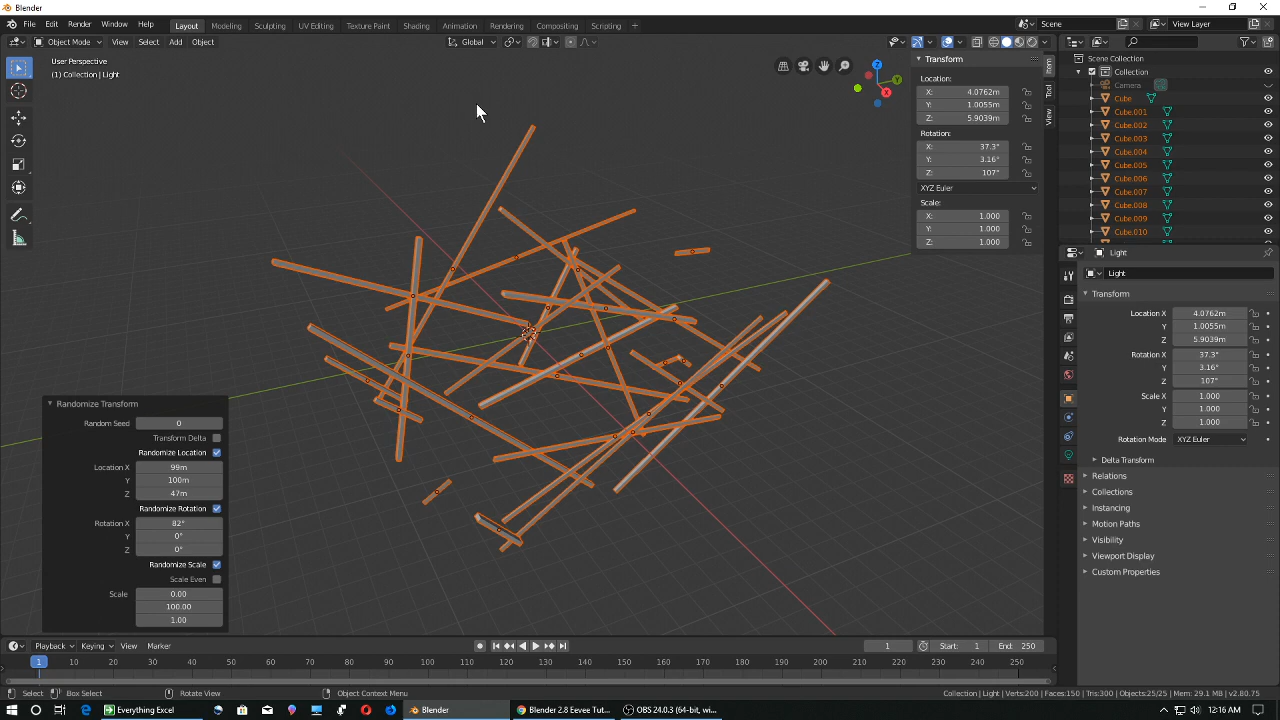 Blender
File Edit Render Window Help Layout Modeling Sculpting UV Editing Texture Paint Shading Animation Rendering Compositing Scripting + Scene View Layer
Object Mode View Select Add Object Global
User Perspective
(1) Collection | Light
Transform
Location:
X: 4.0762m
Y: 1.0055m
Z: 5.9039m
Rotation:
X: 37.3°
Y: 3.16°
Z: 107°
XYZ Euler
Scale:
X: 1.000
Y: 1.000
Z: 1.000
Item
Tool
View
Z
Y
X
Scene Collection
Collection
Camera
Cube
Cube.001
Cube.002
Cube.003
Cube.004
Cube.005
Cube.006
Cube.007
Cube.008
Cube.009
Cube.010
Light
Light
Transform
Location X 4.0762m
Y 1.0055m
Z 5.9039m
Rotation X 37.3°
Y 3.16°
Z 107°
Scale X 1.000
Y 1.000
Z 1.000
Rotation Mode XYZ Euler
Delta Transform
Relations
Collections
Instancing
Motion Paths
Visibility
Viewport Display
Custom Properties
Randomize Transform
Random Seed 0
Transform Delta
Randomize Location
Location X 99m
Y 100m
Z 47m
Randomize Rotation
Rotation X 82°
Y 0°
Z 0°
Randomize Scale
Scale Even
Scale 0.00
100.00
1.00
Playback Keying View Marker 1 Start: 1 End: 250
1 10 20 30 40 50 60 70 80 90 100 110 120 130 140 150 160 170 180 190 200 210 220 230 240 250
Select Box Select Rotate View Object Context Menu Collection | Light | Verts:200 | Faces:150 | Tris:300 | Objects:25/25 | Mem: 29.1 MB | v2.80.75
Everything Excel Blender Blender 2.8 Eevee Tut... OBS 24.0.3 (64-bit, wi... 12:16 AM